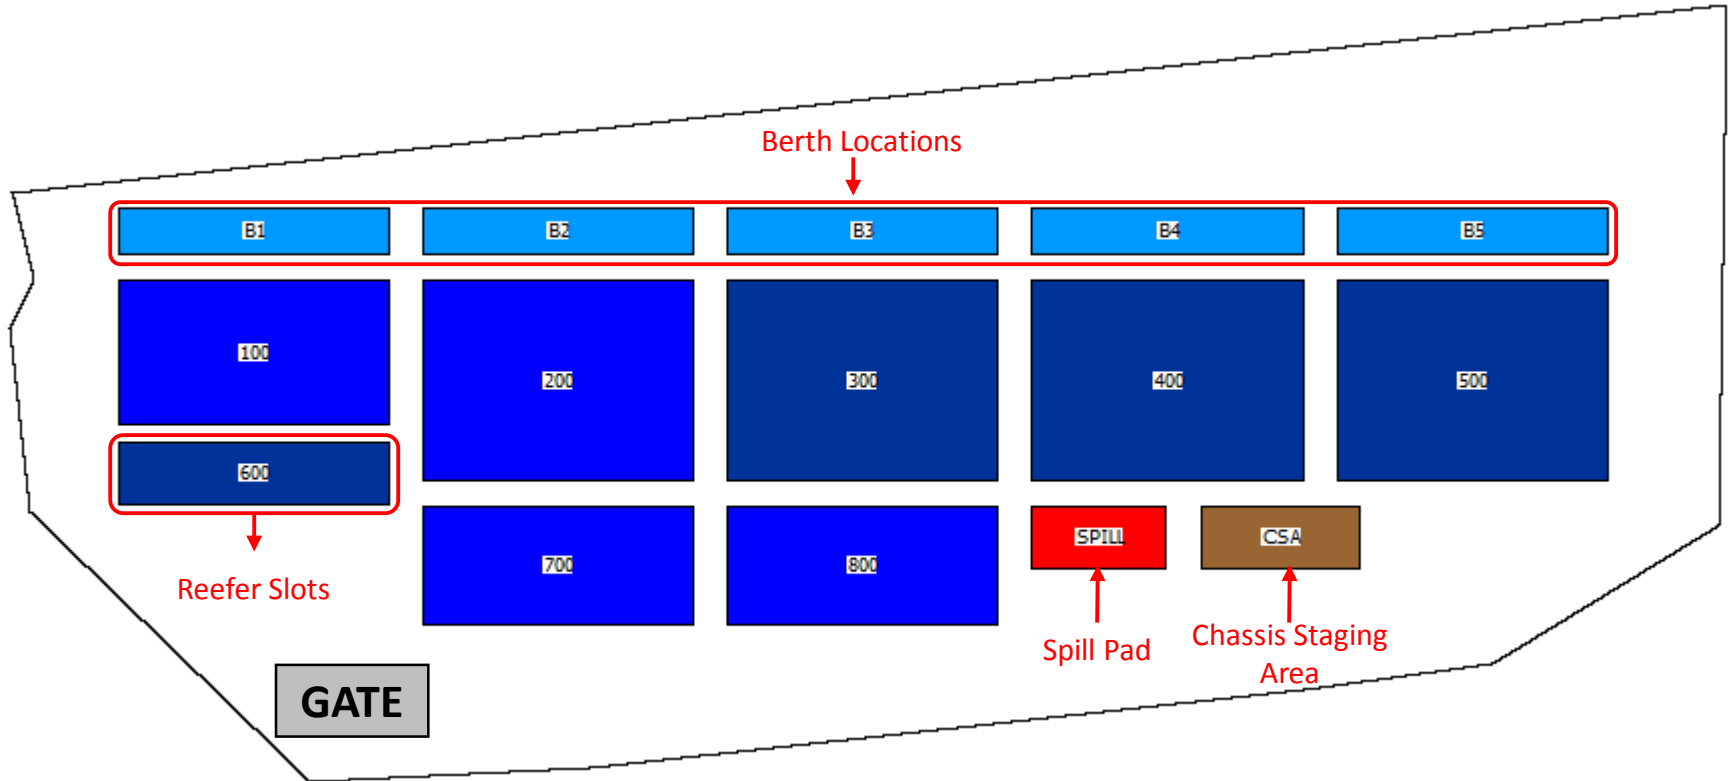 Berth Locations
B1
B2
B3
B4
B5
100
200
300
400
500
600
Reefer Slots
700
800
SPILL
CSA
Spill Pad
Chassis Staging
Area
GATE